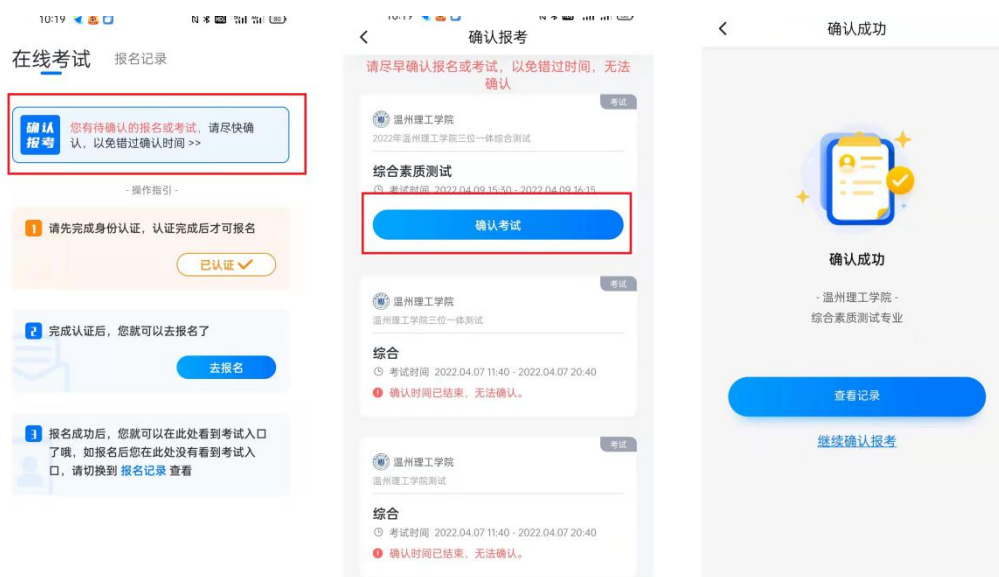 10:19
在线考试 报名记录
确认
报考
您有待确认的报名或考试, 请尽快确
认, 以免错过确认时间 >>
- 操作指引 -
1 请先完成身份认证, 认证完成后才可报名
已认证
2 完成认证后, 您就可以去报名了
去报名
3 报名成功后, 您就可以在此处看到考试入口
了哦, 如报名后您在此处没有看到考试入
口, 请切换到 报名记录 查看
10:19
确认报考
请尽早确认报名或考试, 以免错过时间, 无法
确认
考试
温州理工学院
2022年温州理工学院三位一体综合测试
综合素质测试
考试时间 2022.04.09 15:30 - 2022.04.09 16:15
确认考试
考试
温州理工学院
温州理工学院三位一体测试
综合
考试时间 2022.04.07 11:40 - 2022.04.07 20:40
确认时间已结束, 无法确认。
考试
温州理工学院
温州理工学院测试
综合
考试时间 2022.04.07 11:40 - 2022.04.07 20:40
确认时间已结束, 无法确认。
确认成功
确认成功
- 温州理工学院 -
综合素质测试专业
查看记录
继续确认报考